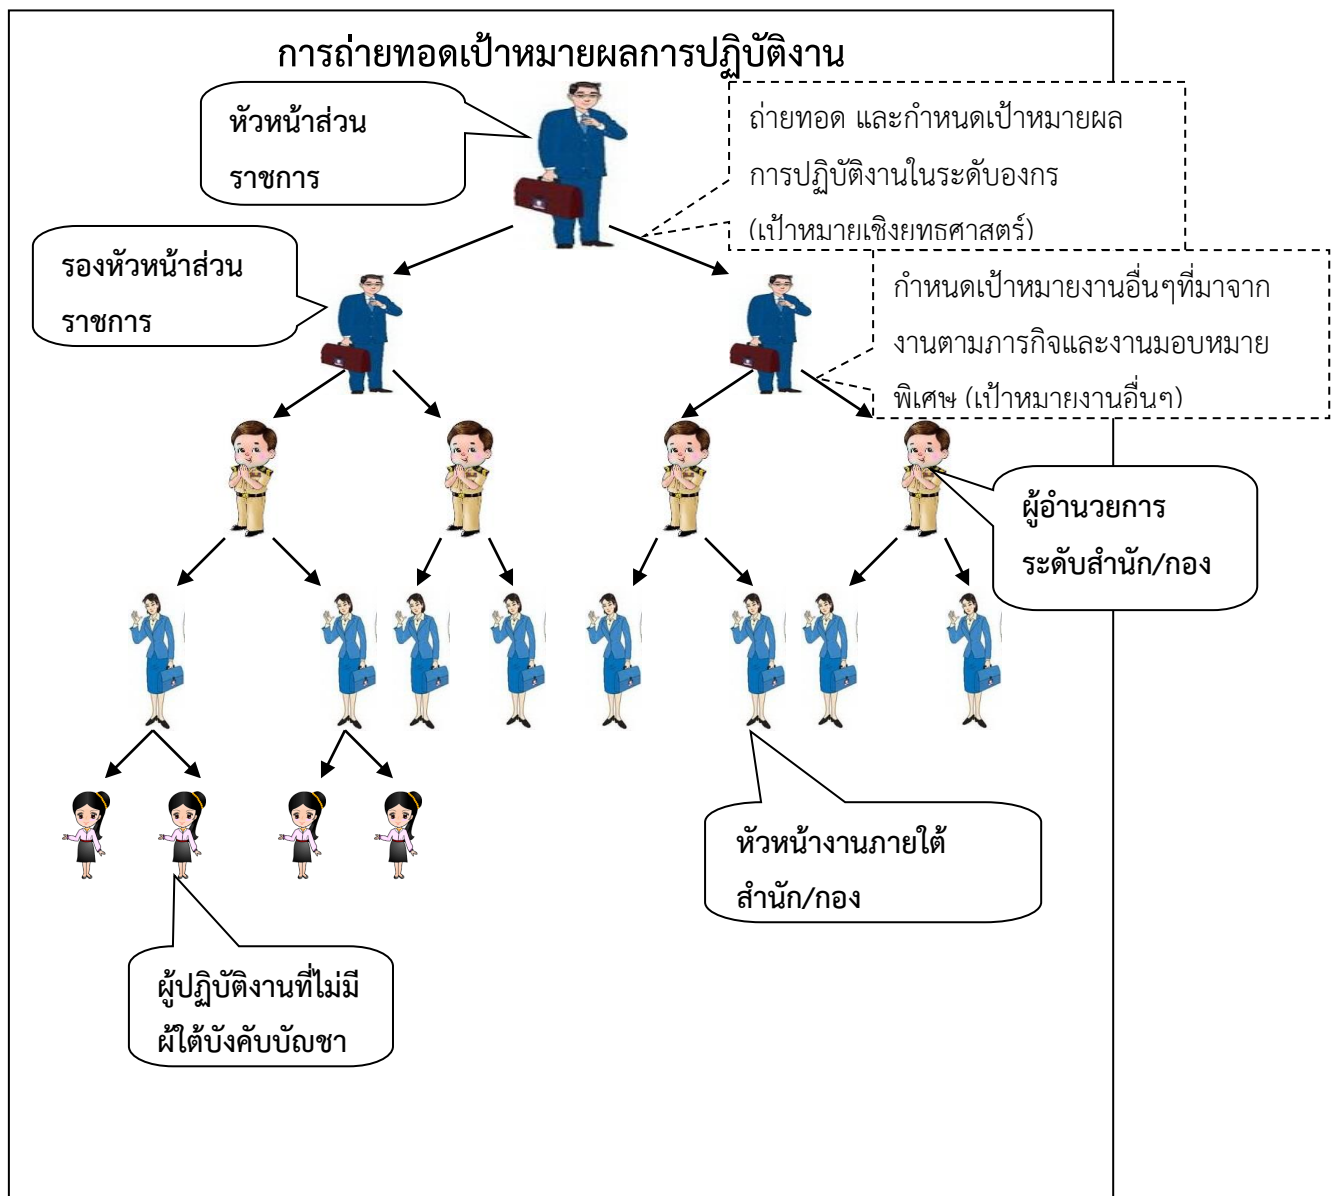 การถ่ายทอดเป้าหมายผลการปฏิบัติงาน
หัวหน้าส่วน
ราชการ
ถ่ายทอด และกำหนดเป้าหมายผล
การปฏิบัติงานในระดับองกร
(เป้าหมายเชิงยุทธศาสตร์)
รองหัวหน้าส่วน
ราชการ
กำหนดเป้าหมายงานอื่นๆที่มาจาก
งานตามภารกิจและงานมอบหมาย
พิเศษ (เป้าหมายงานอื่นๆ)
ผู้อำนวยการ
ระดับสำนัก/กอง
หัวหน้างานภายใต้
สำนัก/กอง
ผู้ปฏิบัติงานที่ไม่มี
ผู้ใต้บังคับบัญชา